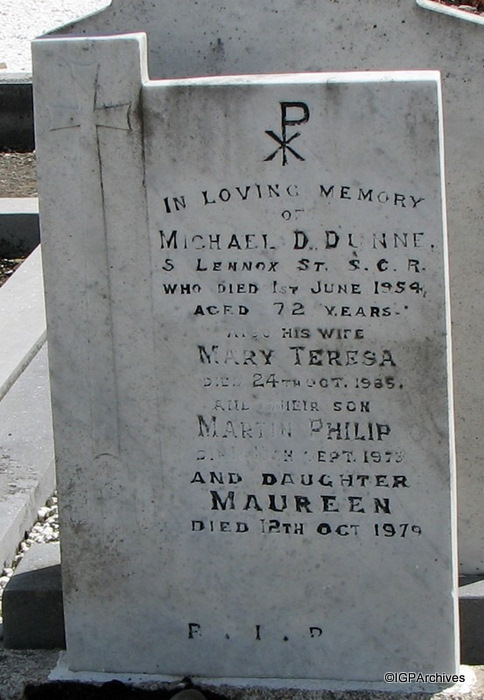 IN LOVING MEMORY
OF
MICHAEL D. DUNNE.
5 LENNOX ST. S.C.R.
WHO DIED 1ST JUNE 1954,
AGED 72 YEARS.
ALSO HIS WIFE
MARY TERESA
DIED 24TH OCT. 1965.
AND THEIR SON
MARTIN PHILIP
SEPT. 1973
AND DAUGHTER
MAUREEN
DIED 12TH OCT 1979
R. I. P
©IGPArchives